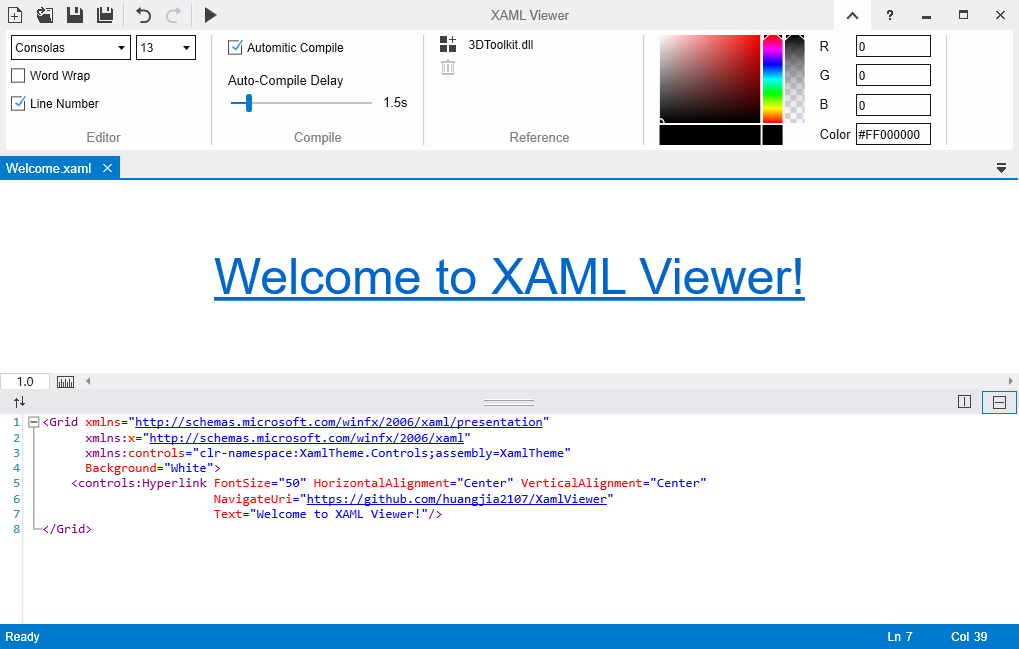 XAML Viewer
?
Consolas 13
Word Wrap
Line Number
Editor
Automitic Compile
Auto-Compile Delay
1.5s
Compile
3DToolkit.dll
Reference
R 0
G 0
B 0
Color #FF000000
Welcome.xaml
Welcome to XAML Viewer!
1.0
1 <Grid xmlns="http://schemas.microsoft.com/winfx/2006/xaml/presentation"
2 xmlns:x="http://schemas.microsoft.com/winfx/2006/xaml"
3 xmlns:controls="clr-namespace:XamlTheme.Controls;assembly=XamlTheme"
4 Background="White">
5 <controls:Hyperlink FontSize="50" HorizontalAlignment="Center" VerticalAlignment="Center"
6 NavigateUri="https://github.com/huangjia2107/XamlViewer"
7 Text="Welcome to XAML Viewer!"/>
8 </Grid>
Ready Ln 7 Col 39